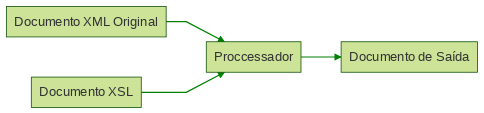 Documento XML Original
Proccessador
Documento de Saída
Documento XSL